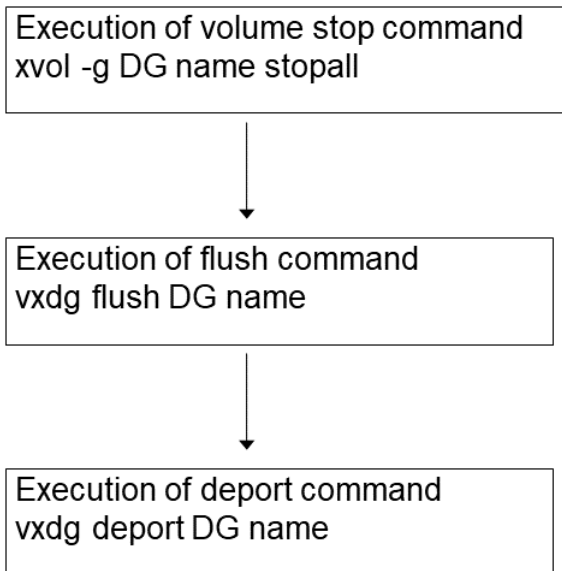 Execution of volume stop command
xvol -g DG name stopall
Execution of flush command
vxdg flush DG name
Execution of deport command
vxdg deport DG name